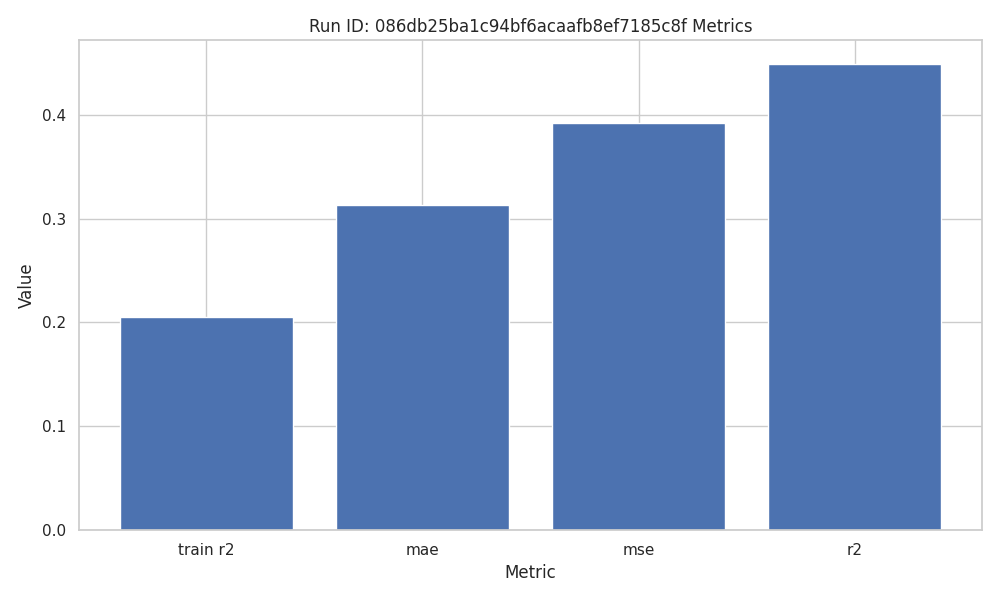 Run ID: 086db25ba1c94bf6acaafb8ef7185c8f Metrics
Value
0.4
0.3
0.2
0.1
0.0
train r2
mae
mse
r2
Metric